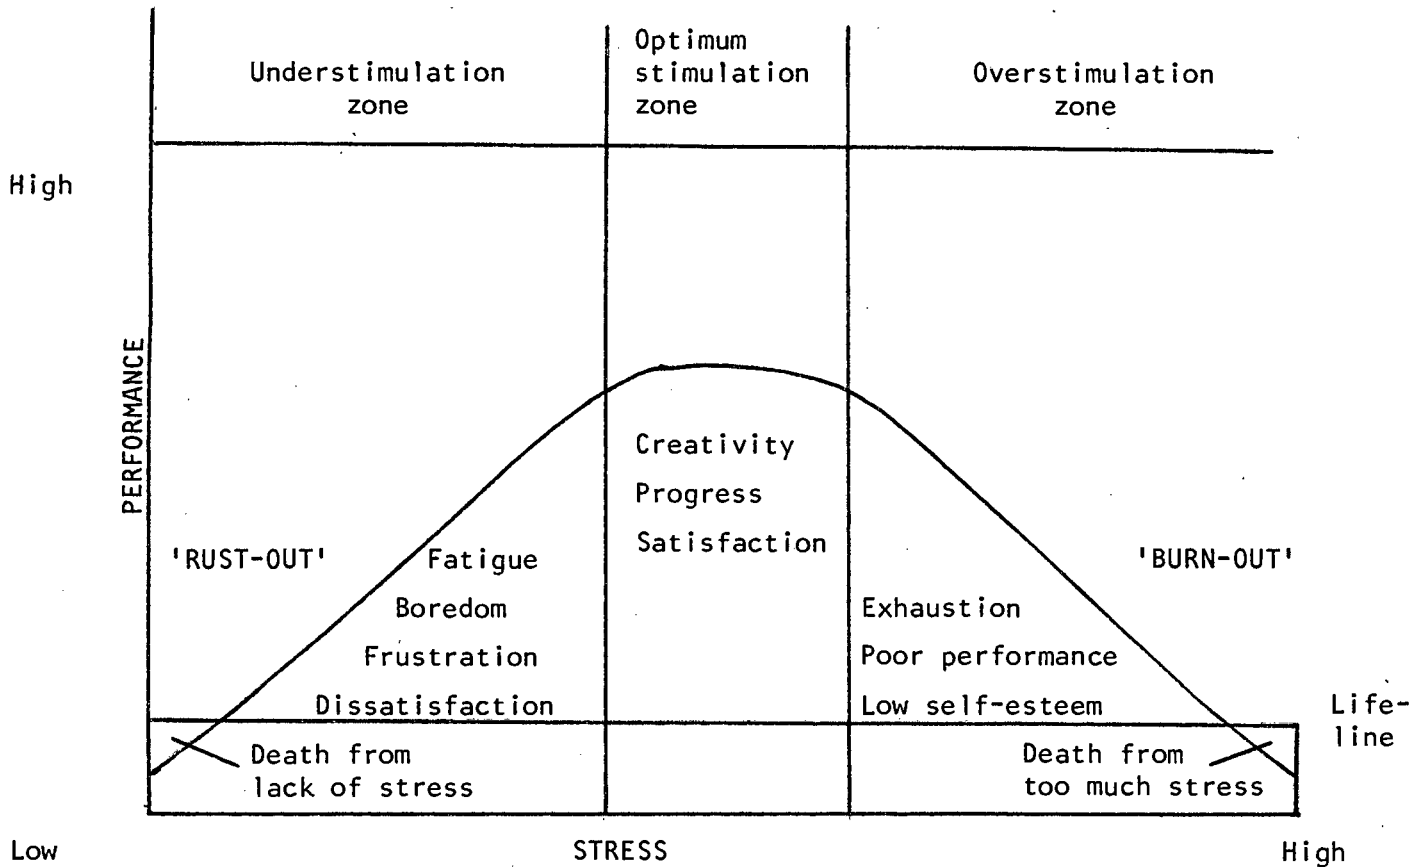 Understimulation
zone
Optimum
stimulation
zone
Overstimulation
zone
High
PERFORMANCE
Creativity
Progress
Satisfaction
'RUST-OUT'
Fatigue
Boredom
Frustration
Dissatisfaction
'BURN-OUT'
Exhaustion
Poor performance
Low self-esteem
Life-
line
Death from
lack of stress
Death from
too much stress
Low
STRESS
High